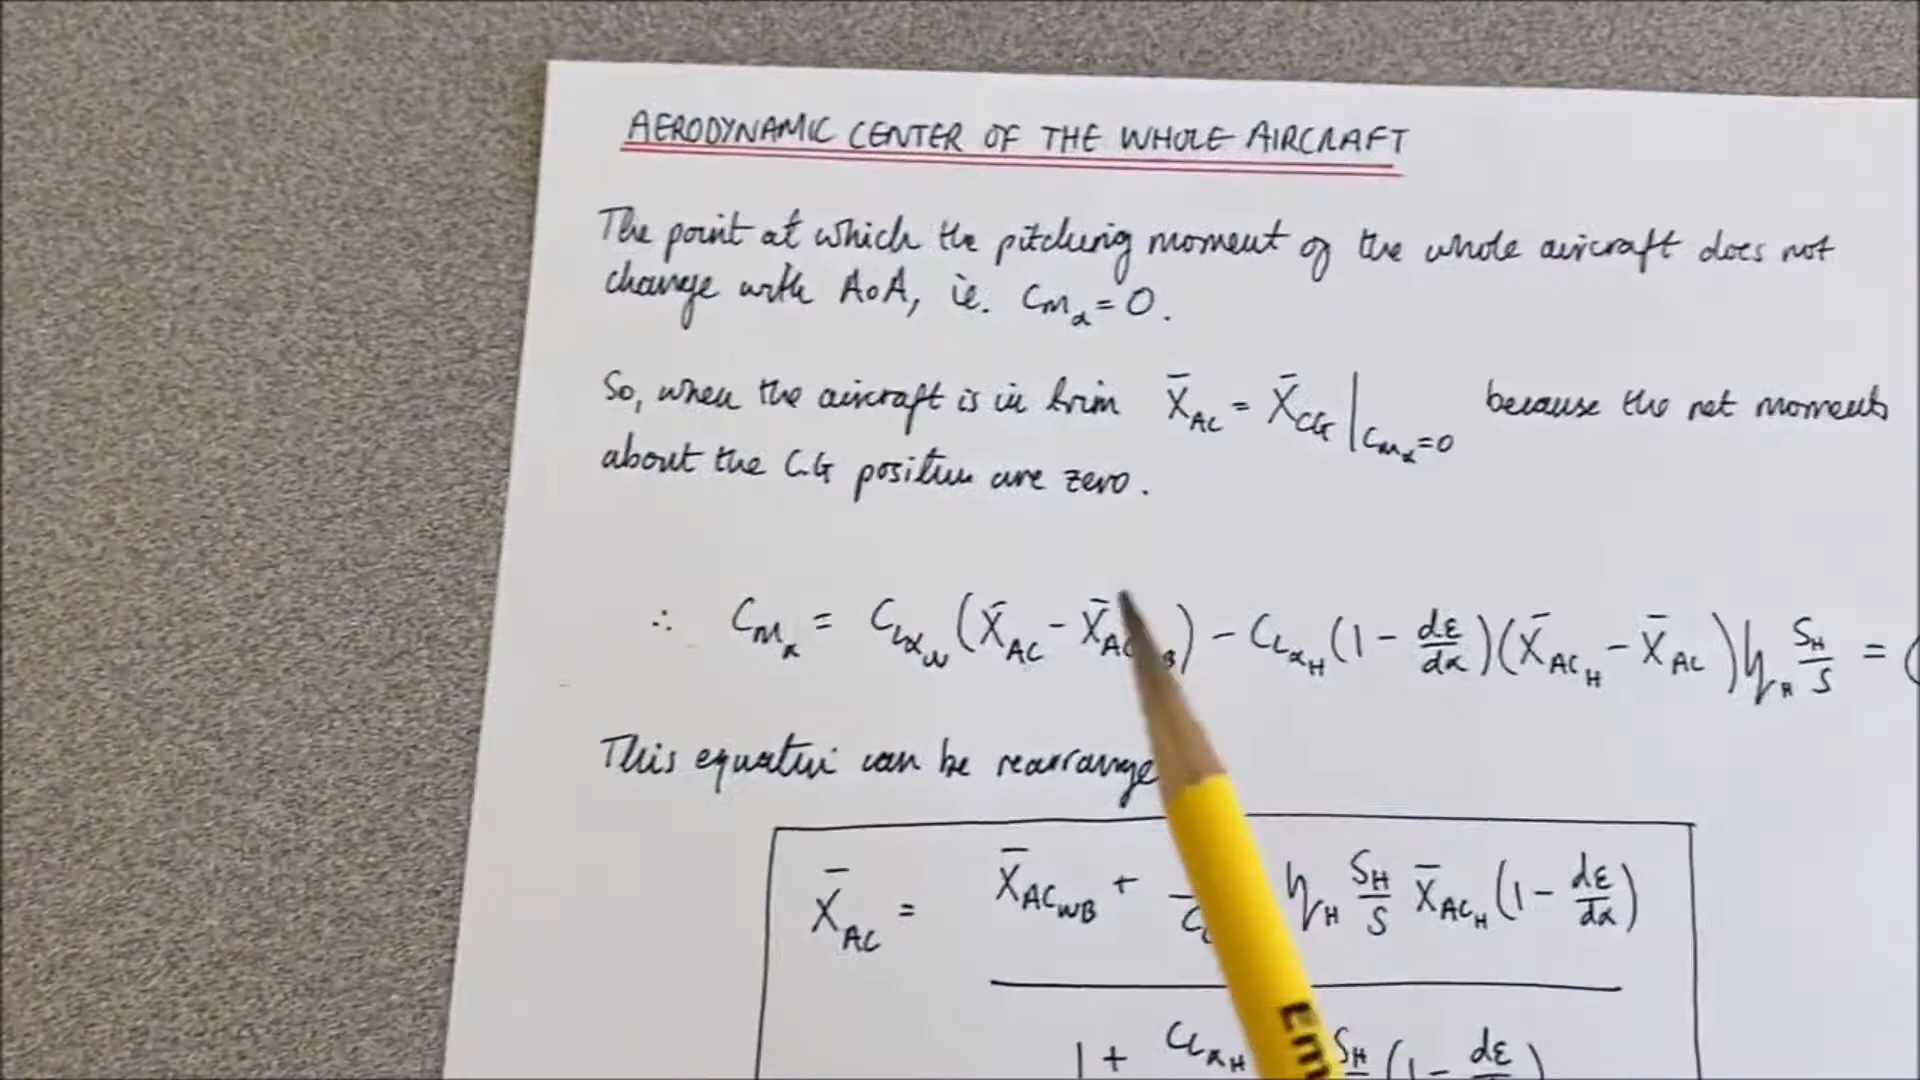 AERODYNAMIC CENTER OF THE WHOLE AIRCRAFT
The point at which the pitching moment of the whole aircraft does not
change with AoA, ie. Cmα = 0.
So, when the aircraft is in trim X̄AC = X̄CG |Cmα=0 because the net moments
about the C.G position are zero.
∴ CMα = CLαW (X̄AC - X̄AC B) - CLαH (1 - dε/dα)(X̄ACH - X̄AC) ηH SH/S =
This equation can be rearrange
X̄AC = X̄ACWB + ηH SH/S X̄ACH (1 - dε/dα)
1 + CLαH SH (1 - dε
Em